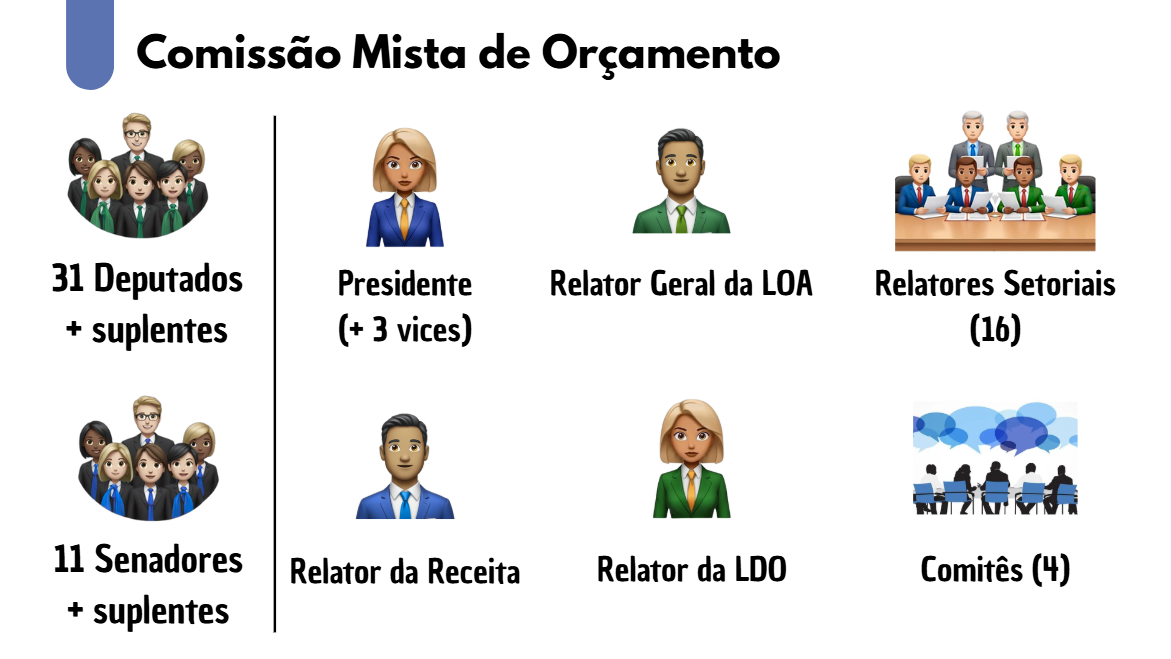 Comissão Mista de Orçamento
31 Deputados
+ suplentes
11 Senadores
+ suplentes
Presidente
(+ 3 vices)
Relator Geral da LOA
Relatores Setoriais
(16)
Relator da Receita
Relator da LDO
Comitês (4)